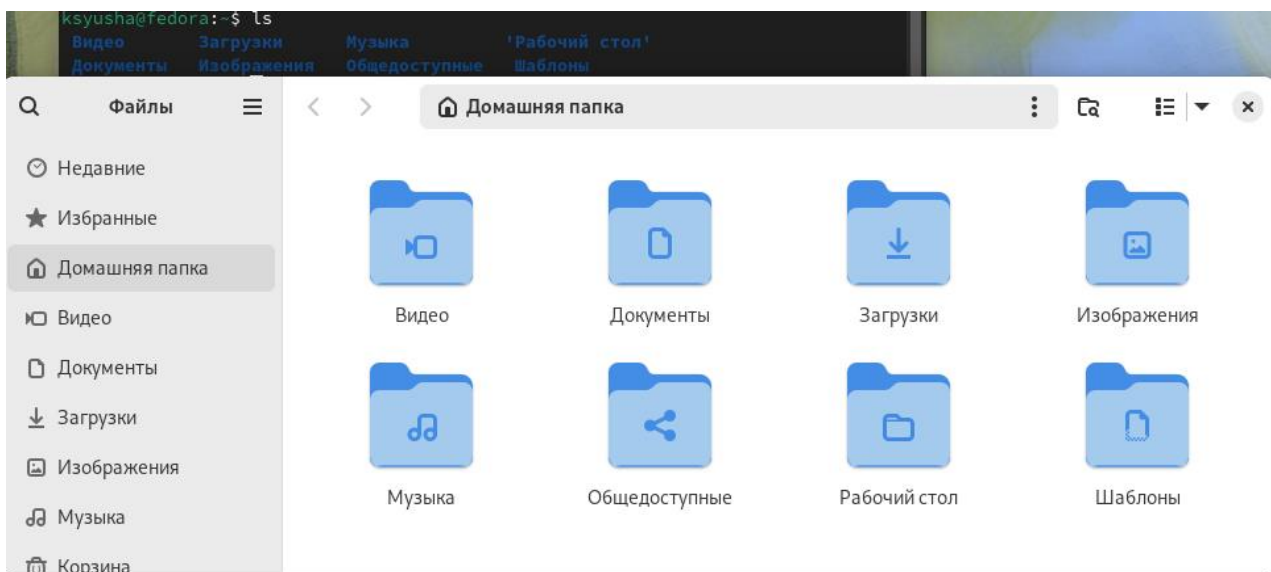 ksyusha@fedora:~$ ls
Видео Загрузки Музыка 'Рабочий стол'
Документы Изображения Общедоступные Шаблоны
Файлы
Домашняя папка
Недавние
Избранные
Домашняя папка
Видео
Документы
Загрузки
Изображения
Музыка
Корзина
Видео Документы Загрузки Изображения
Музыка Общедоступные Рабочий стол Шаблоны